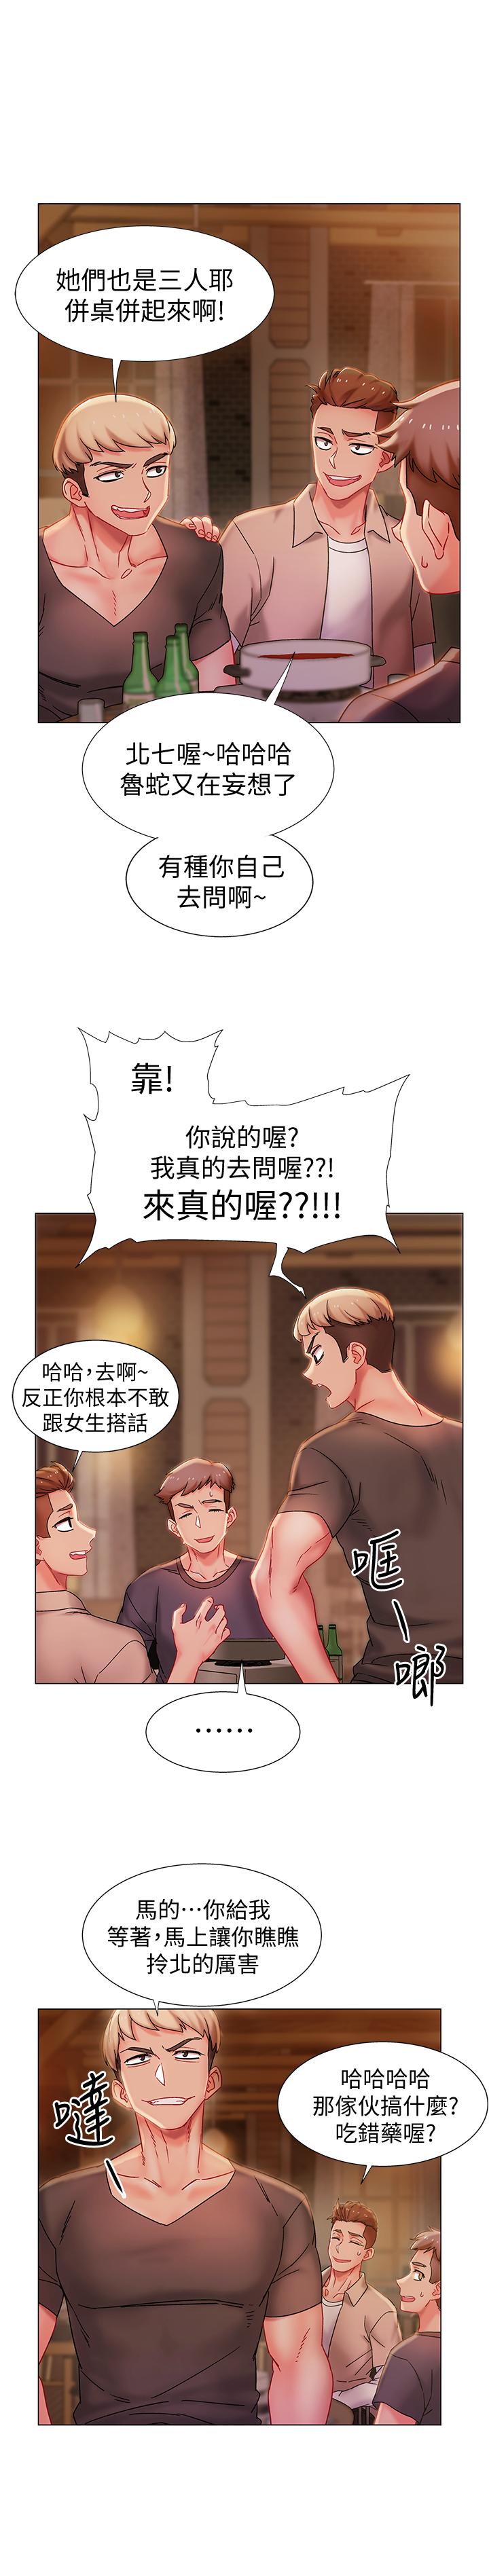 她們也是三人耶
併桌併起來啊!
北七喔~哈哈哈
魯蛇又在妄想了
有種你自己
去問啊~
靠!
你說的喔?
我真的去問喔??!
來真的喔??!!!
哈哈,去啊~
反正你根本不敢
跟女生搭話
哐
啷
……
馬的…你給我
等著,馬上讓你瞧瞧
拎北的厲害
噠
哈哈哈哈
那傢伙搞什麼?
吃錯藥喔?